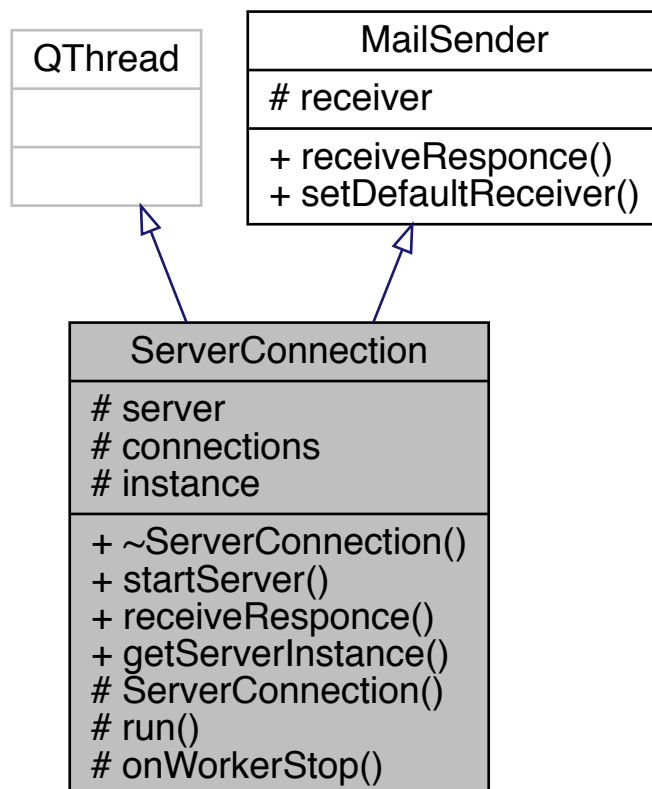 QThread
MailSender
# receiver
+ receiveResponce()
+ setDefaultReceiver()
ServerConnection
# server
# connections
# instance
+ ~ServerConnection()
+ startServer()
+ receiveResponce()
+ getServerInstance()
# ServerConnection()
# run()
# onWorkerStop()